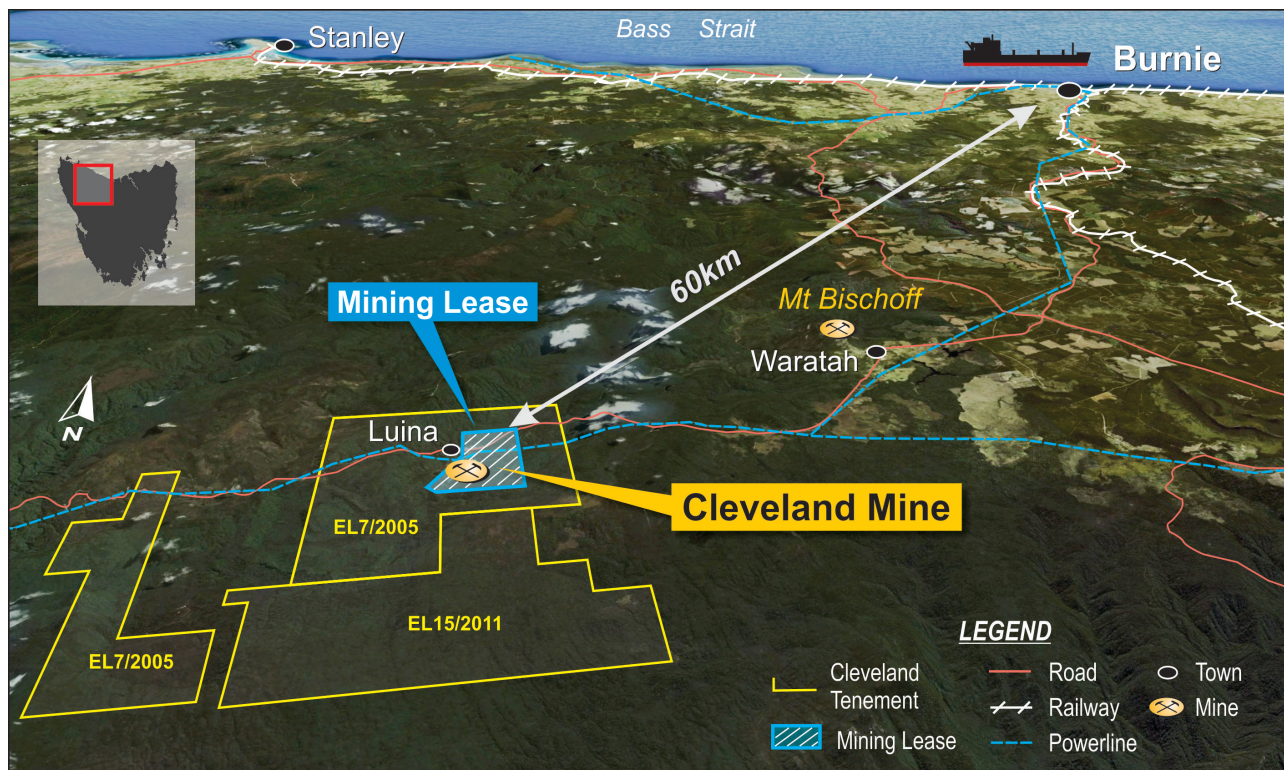 Stanley
Bass Strait
Burnie
60km
Mining Lease
Mt Bischoff
Waratah
N
Luina
Cleveland Mine
EL7/2005
EL15/2011
EL7/2005
LEGEND
Cleveland
Tenement
Mining Lease
Road
Railway
Powerline
Town
Mine